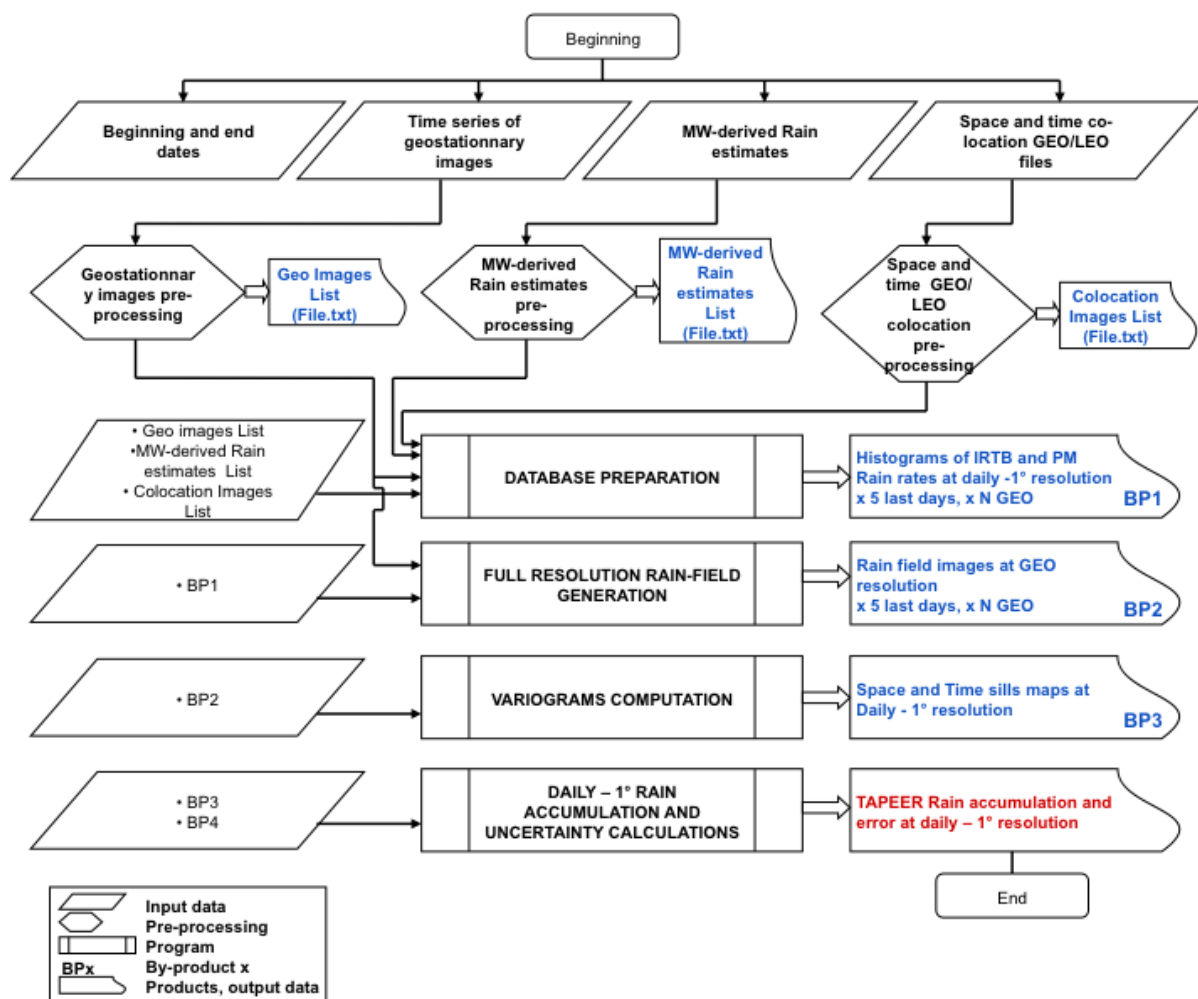 Beginning
Beginning and end
dates
Time series of
geostationnary
images
MW-derived Rain
estimates
Space and time co-
location GEO/LEO
files
Geostationnar
y images pre-
processing
Geo Images
List
(File.txt)
MW-derived
Rain estimates
pre-
processing
MW-derived
Rain
estimates
List
(File.txt)
Space and
time GEO/
LEO
colocation
pre-
processing
Colocation
Images List
(File.txt)
• Geo images List
•MW-derived Rain
estimates List
• Colocation Images
List
DATABASE PREPARATION
Histograms of IRTB and PM
Rain rates at daily -1° resolution
x 5 last days, x N GEO
BP1
• BP1
FULL RESOLUTION RAIN-FIELD
GENERATION
Rain field images at GEO
resolution
x 5 last days, x N GEO
BP2
• BP2
VARIOGRAMS COMPUTATION
Space and Time sills maps at
Daily - 1° resolution
BP3
• BP3
• BP4
DAILY – 1° RAIN
ACCUMULATION AND
UNCERTAINTY CALCULATIONS
TAPEER Rain accumulation and
error at daily – 1° resolution
End
Input data
Pre-processing
Program
BPx By-product x
Products, output data